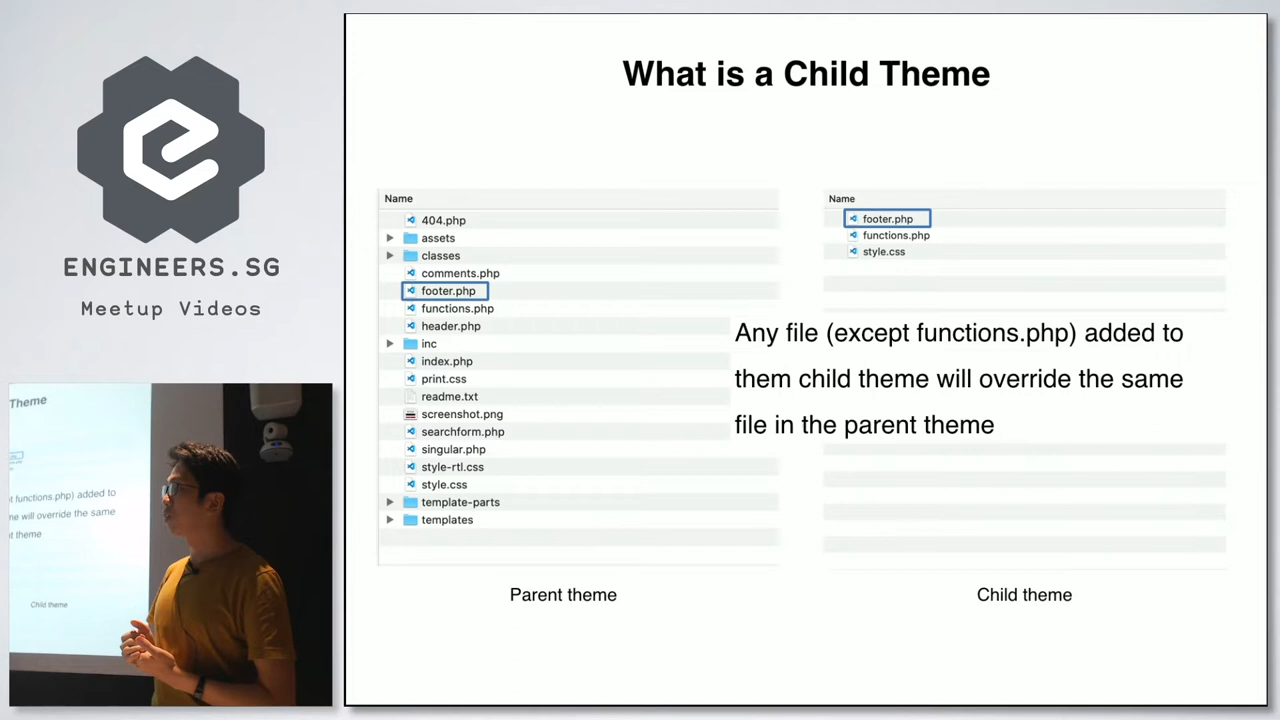 ENGINEERS.SG
Meetup Videos
What is a Child Theme
Name
404.php
assets
classes
comments.php
footer.php
functions.php
header.php
inc
index.php
print.css
readme.txt
screenshot.png
searchform.php
singular.php
style-rtl.css
style.css
template-parts
templates
Parent theme
Name
footer.php
functions.php
style.css
Any file (except functions.php) added to
them child theme will override the same
file in the parent theme
Child theme
Theme
t functions.php) added to
me will override the same
t theme
Child theme